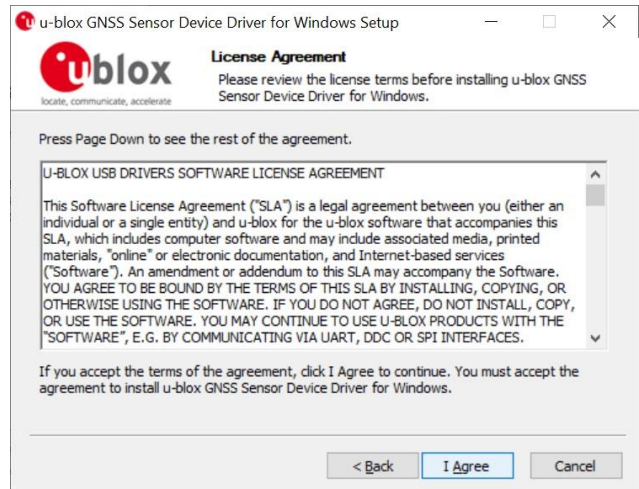 u-blox GNSS Sensor Device Driver for Windows Setup
ublox
locate, communicate, accelerate
License Agreement
Please review the license terms before installing u-blox GNSS
Sensor Device Driver for Windows.
Press Page Down to see the rest of the agreement.
U-BLOX USB DRIVERS SOFTWARE LICENSE AGREEMENT
This Software License Agreement ("SLA") is a legal agreement between you (either an
individual or a single entity) and u-blox for the u-blox software that accompanies this
SLA, which includes computer software and may include associated media, printed
materials, "online" or electronic documentation, and Internet-based services
("Software"). An amendment or addendum to this SLA may accompany the Software.
YOU AGREE TO BE BOUND BY THE TERMS OF THIS SLA BY INSTALLING, COPYING, OR
OTHERWISE USING THE SOFTWARE. IF YOU DO NOT AGREE, DO NOT INSTALL, COPY,
OR USE THE SOFTWARE. YOU MAY CONTINUE TO USE U-BLOX PRODUCTS WITH THE
"SOFTWARE", E.G. BY COMMUNICATING VIA UART, DDC OR SPI INTERFACES.
If you accept the terms of the agreement, click I Agree to continue. You must accept the
agreement to install u-blox GNSS Sensor Device Driver for Windows.
< Back
I Agree
Cancel